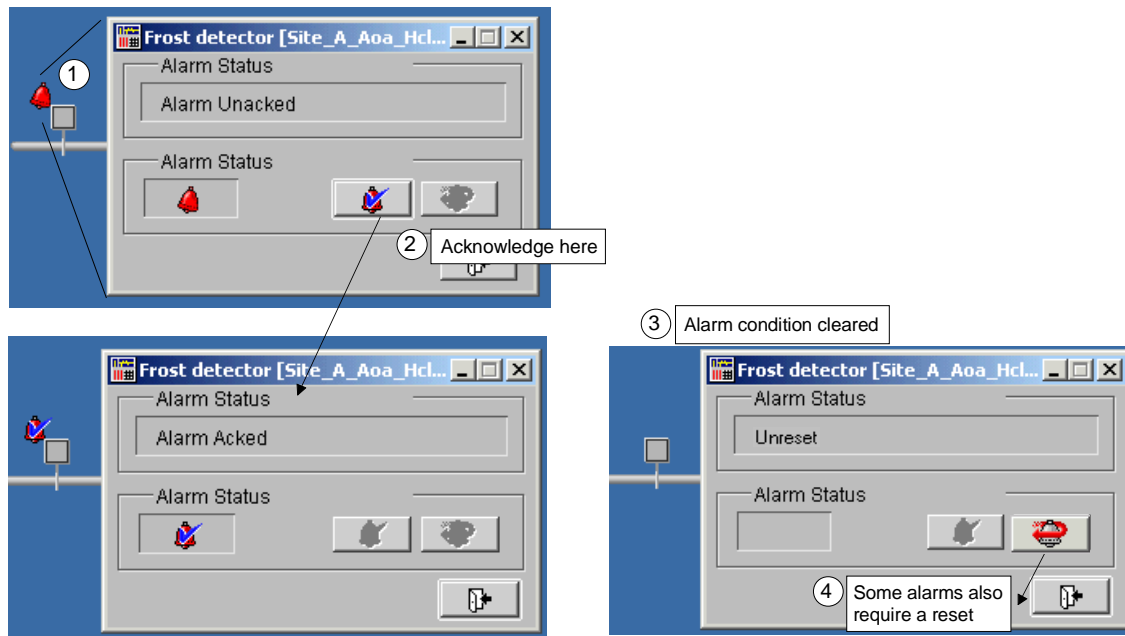 1
Frost detector [Site_A_Aoa_Hcl...
Alarm Status
Alarm Unacked
Alarm Status
2 Acknowledge here
Frost detector [Site_A_Aoa_Hcl...
Alarm Status
Alarm Acked
Alarm Status
3 Alarm condition cleared
Frost detector [Site_A_Aoa_Hcl...
Alarm Status
Unreset
Alarm Status
4 Some alarms also
require a reset